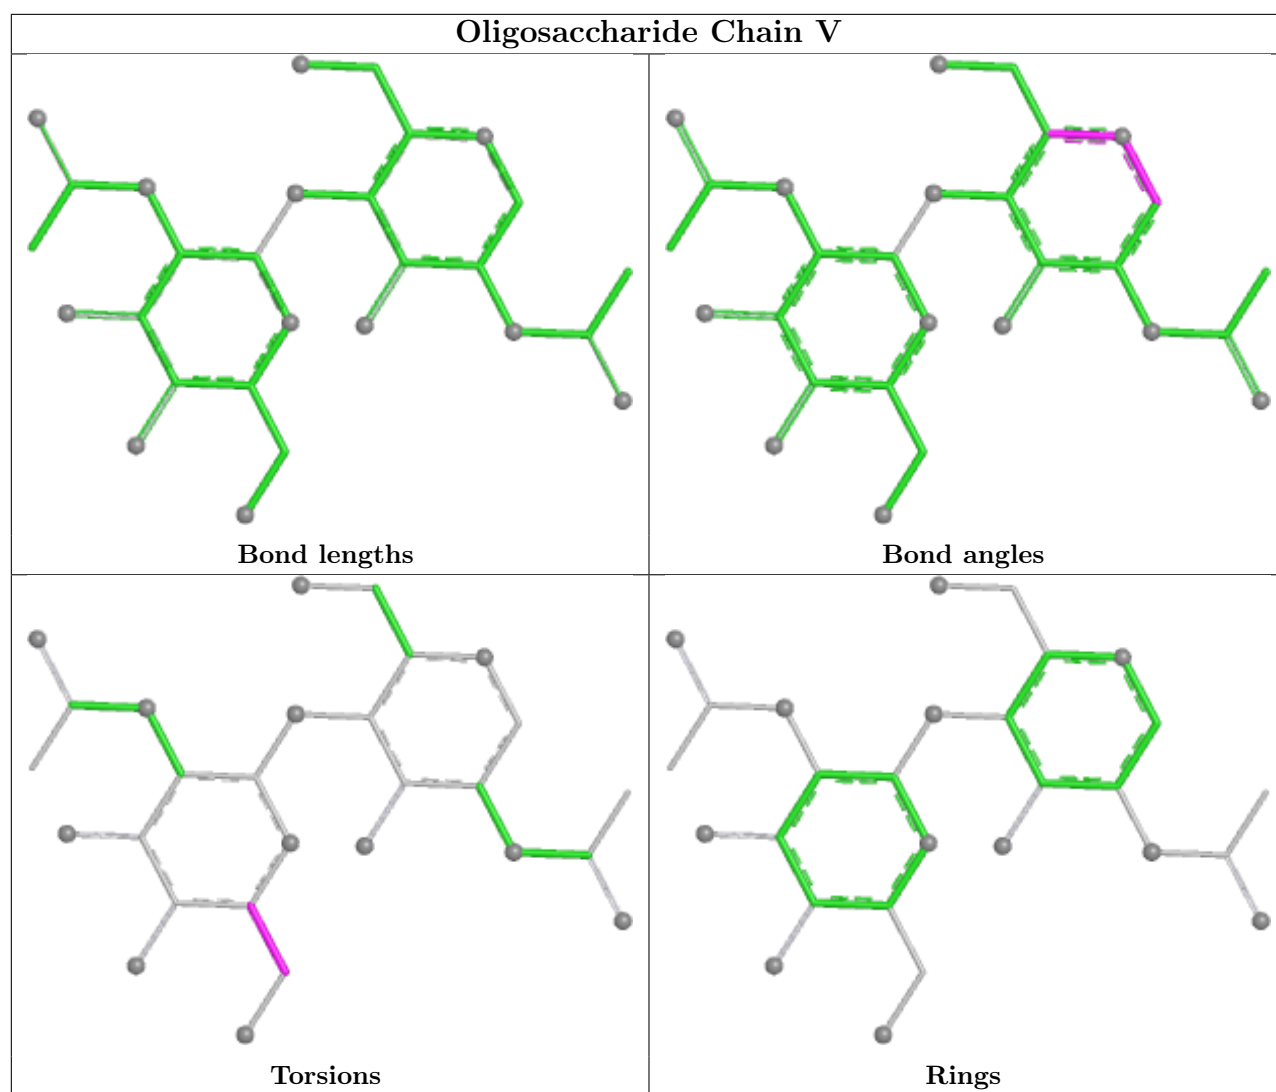 Oligosaccharide Chain V
Bond lengths
Bond angles
Torsions
Rings